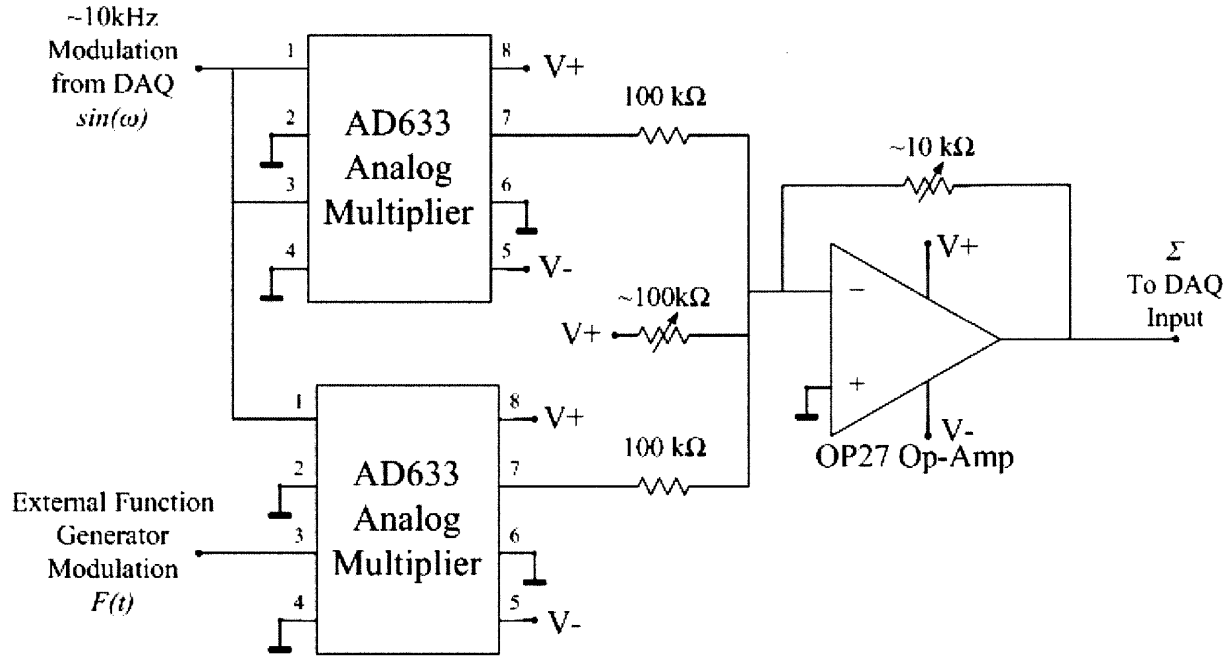 ~10kHz
Modulation
from DAQ
sin(ω)
1
2
3
4
AD633
Analog
Multiplier
8
7
6
5
V+
V-
100 kΩ
~10 kΩ
V+
~100kΩ
V+
−
+
V-
OP27 Op-Amp
Σ
To DAQ
Input
External Function
Generator
Modulation
F(t)
1
2
3
4
AD633
Analog
Multiplier
8
7
6
5
V+
V-
100 kΩ